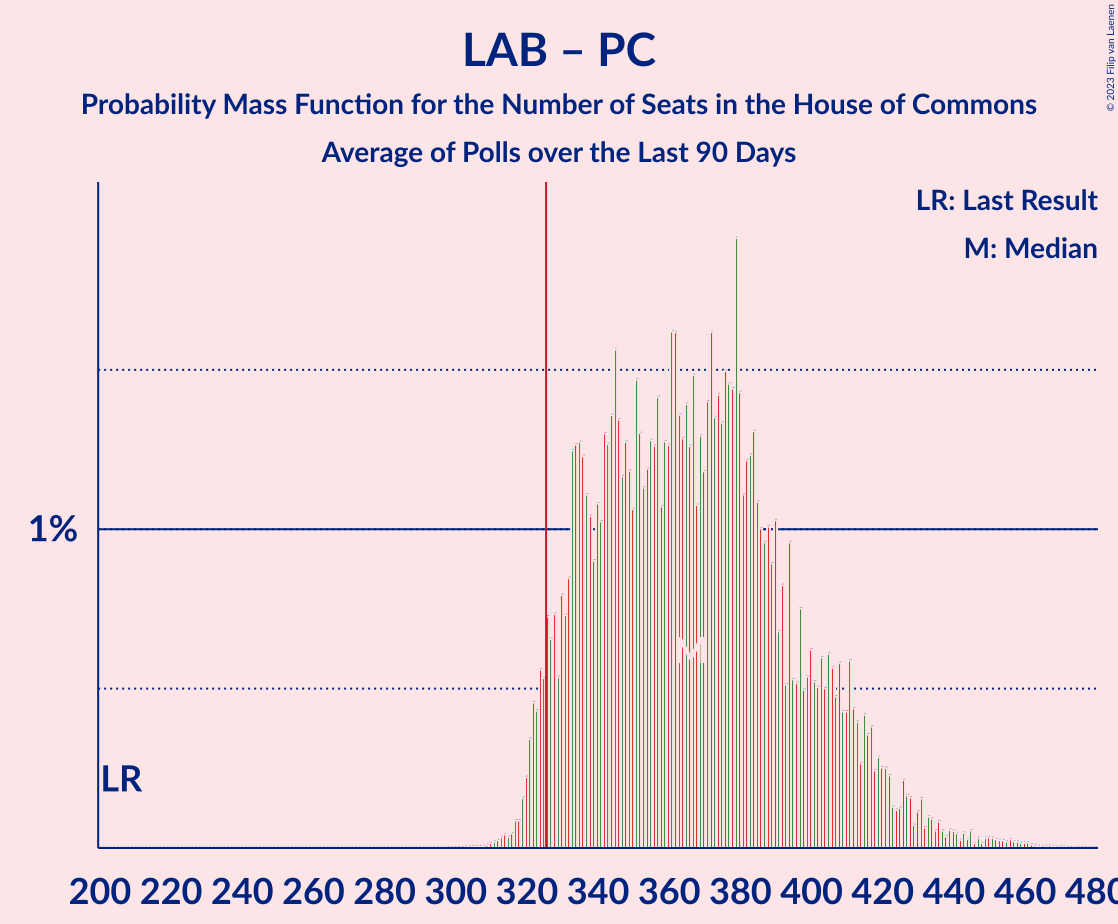 LAB – PC
Probability Mass Function for the Number of Seats in the House of Commons
Average of Polls over the Last 90 Days
© 2023 Filip van Laenen
LR: Last Result
M: Median
1%
M
LR
200 220 240 260 280 300 320 340 360 380 400 420 440 460 480